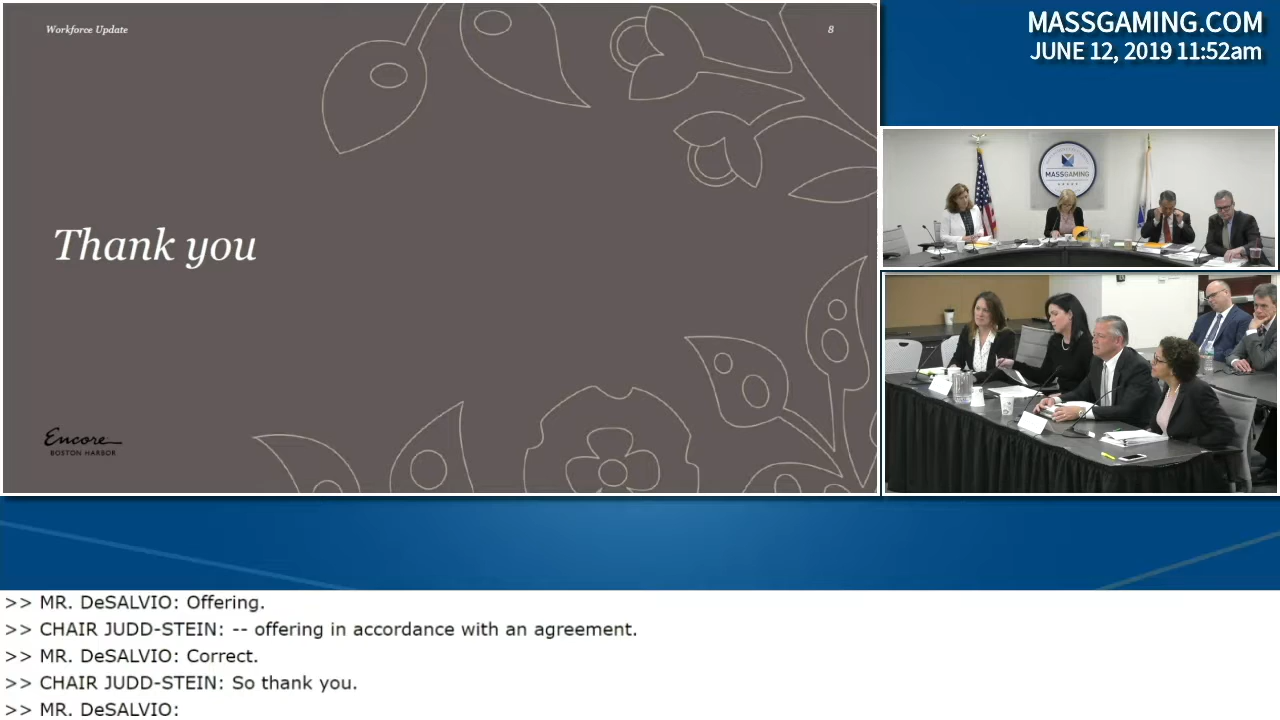 Workforce Update
8
Thank you
Encore
BOSTON HARBOR
MASSGAMING.COM
JUNE 12, 2019 11:52am
MASSGAMING
>> MR. DeSALVIO: Offering.
>> CHAIR JUDD-STEIN: -- offering in accordance with an agreement.
>> MR. DeSALVIO: Correct.
>> CHAIR JUDD-STEIN: So thank you.
>> MR. DeSALVIO: